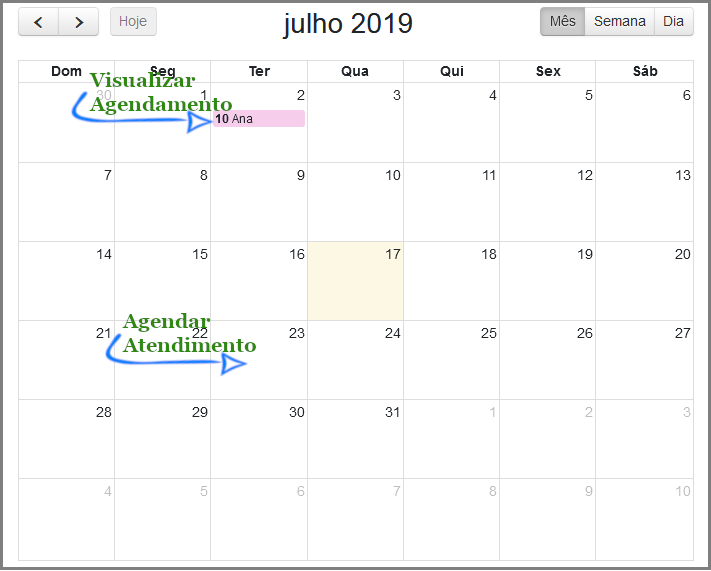 Hoje julho 2019 Mês Semana Dia
Dom Seg Ter Qua Qui Sex Sáb
Visualizar
Agendamento
30 1 2 3 4 5 6
10 Ana
7 8 9 10 11 12 13
14 15 16 17 18 19 20
Agendar
Atendimento
21 22 23 24 25 26 27
28 29 30 31 1 2 3
4 5 6 7 8 9 10